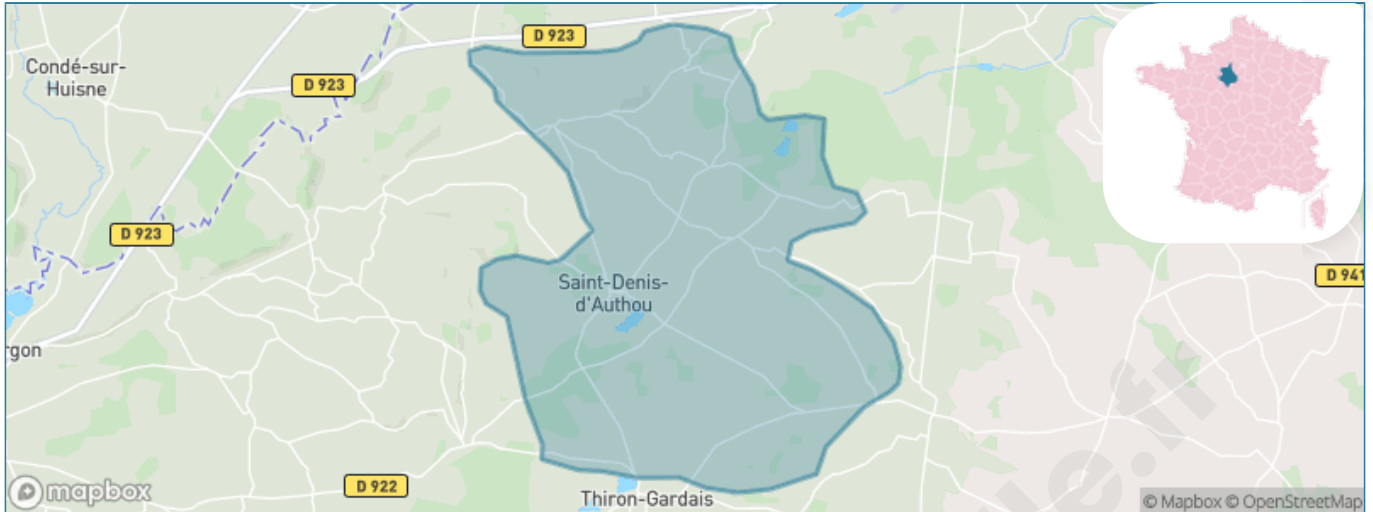 D 923
Condé-sur-
Huisne
D 923
D 923
D 941
Saint-Denis-
d'Authou
rgon
D 922
mapbox
Thiron-Gardais
© Mapbox © OpenStreetMap